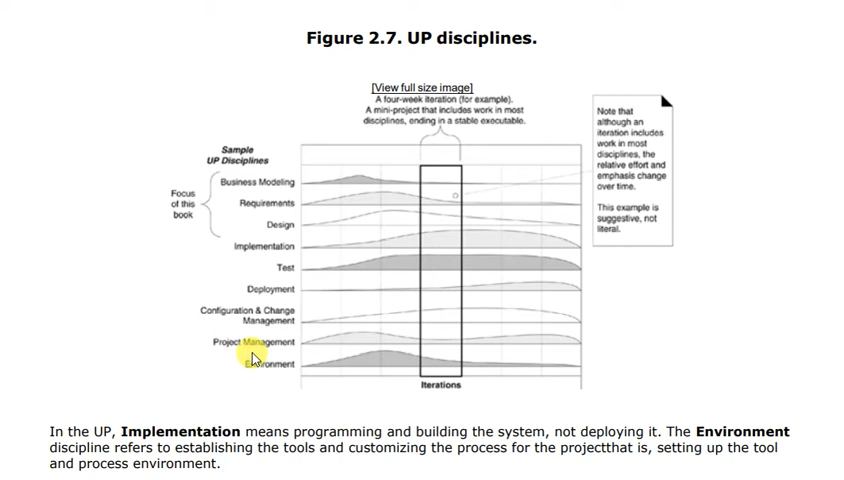 Figure 2.7. UP disciplines.
[View full size image]
A four-week iteration (for example).
A mini-project that includes work in most
disciplines, ending in a stable executable.
Note that
although an
iteration includes
work in most
disciplines, the
relative effort and
emphasis change
over time.
This example is
suggestive, not
literal.
Sample
UP Disciplines
Focus
of this
book
Business Modeling
Requirements
Design
Implementation
Test
Deployment
Configuration & Change
Management
Project Management
Environment
Iterations
In the UP, Implementation means programming and building the system, not deploying it. The Environment
discipline refers to establishing the tools and customizing the process for the projectthat is, setting up the tool
and process environment.